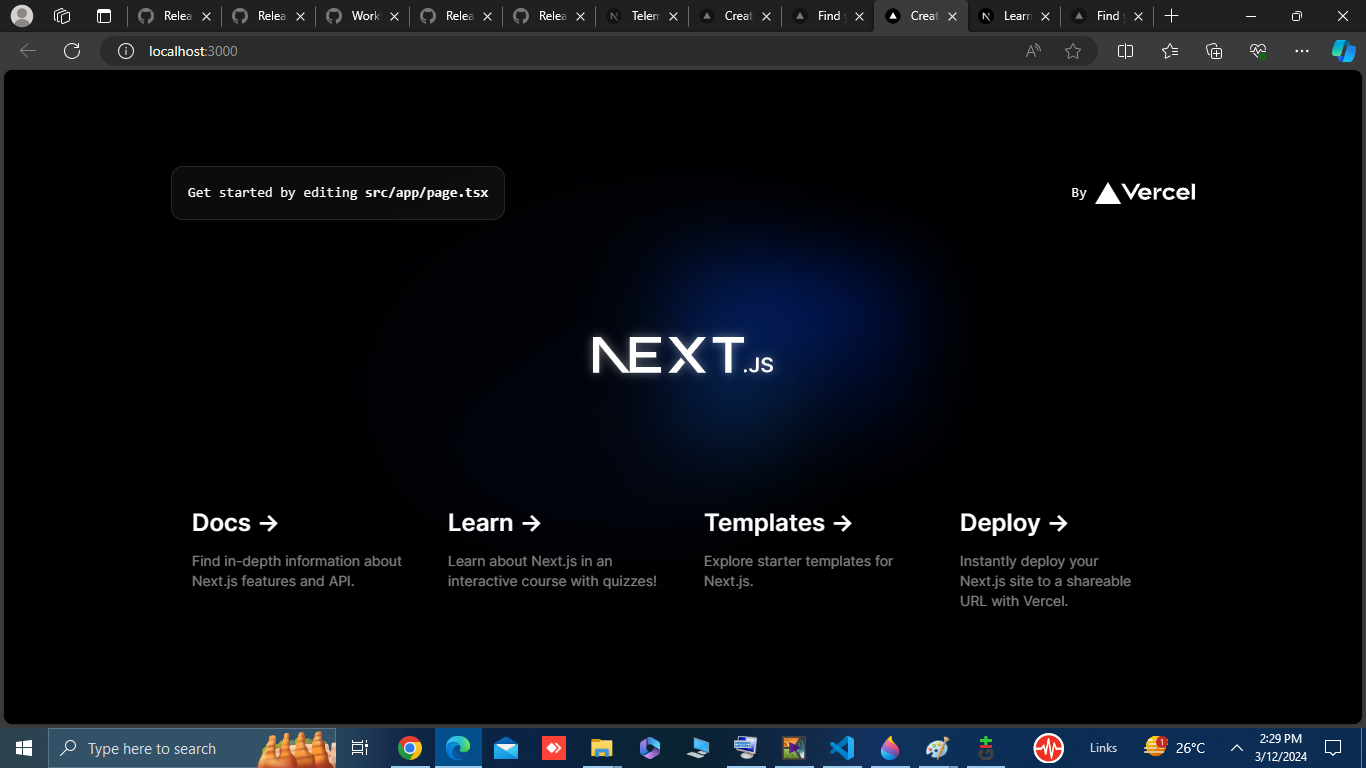 Relea
Relea
Work
Relea
Relea
Telem
Creat
Find
Creat
Learn
Find
localhost:3000
Get started by editing src/app/page.tsx
By Vercel
NEXT.JS
Docs ->
Find in-depth information about
Next.js features and API.
Learn ->
Learn about Next.js in an
interactive course with quizzes!
Templates ->
Explore starter templates for
Next.js.
Deploy ->
Instantly deploy your
Next.js site to a shareable
URL with Vercel.
Type here to search
Links
1
26°C
2:29 PM
3/12/2024